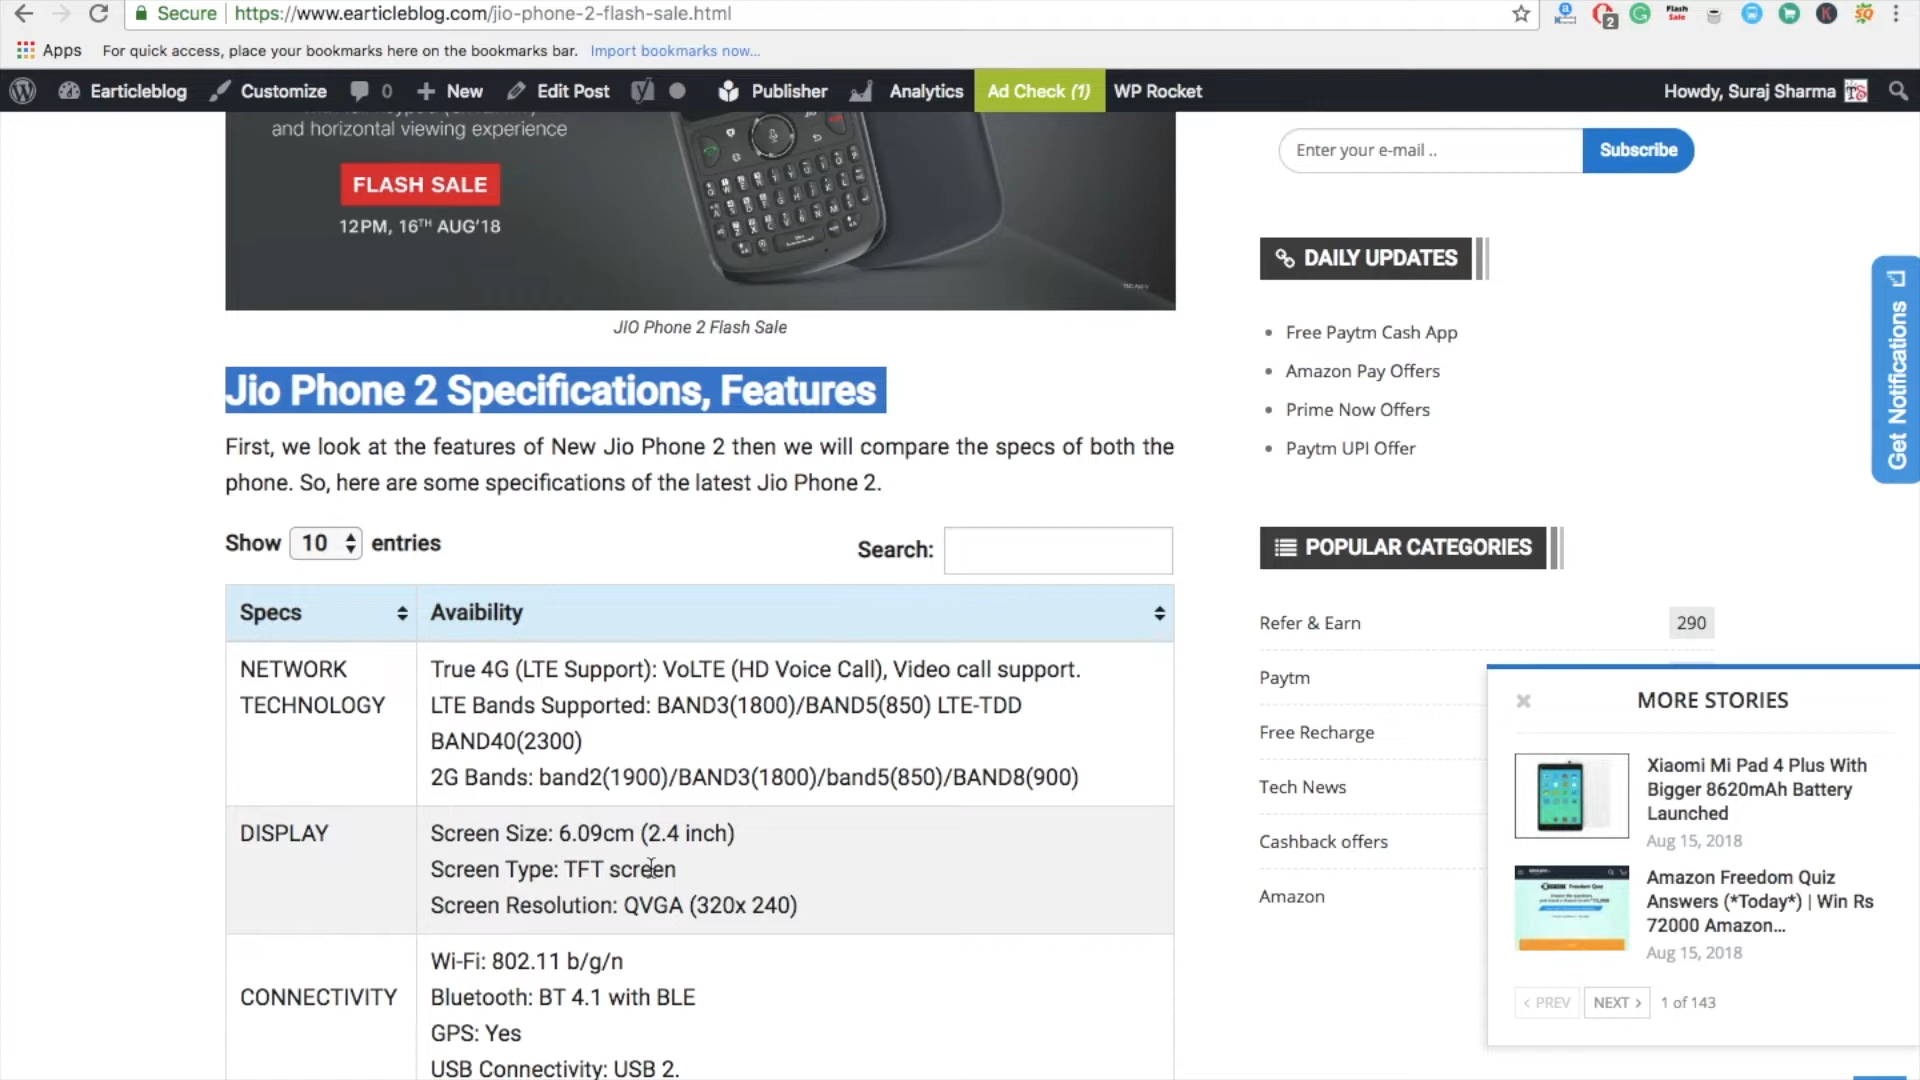 Secure https://www.earticleblog.com/jio-phone-2-flash-sale.html
2
Flash
Sale
Apps For quick access, place your bookmarks here on the bookmarks bar. Import bookmarks now...
Earticleblog Customize 0 New Edit Post Publisher Analytics Ad Check (1) WP Rocket Howdy, Suraj Sharma
and horizontal viewing experience
FLASH SALE
12PM, 16TH AUG'18
JIO Phone 2 Flash Sale
Jio Phone 2 Specifications, Features
First, we look at the features of New Jio Phone 2 then we will compare the specs of both the
phone. So, here are some specifications of the latest Jio Phone 2.
Show 10 entries
Search:
Specs Avaibility
NETWORK
TECHNOLOGY
True 4G (LTE Support): VoLTE (HD Voice Call), Video call support.
LTE Bands Supported: BAND3(1800)/BAND5(850) LTE-TDD
BAND40(2300)
2G Bands: band2(1900)/BAND3(1800)/band5(850)/BAND8(900)
DISPLAY
Screen Size: 6.09cm (2.4 inch)
Screen Type: TFT screen
Screen Resolution: QVGA (320x 240)
CONNECTIVITY
Wi-Fi: 802.11 b/g/n
Bluetooth: BT 4.1 with BLE
GPS: Yes
USB Connectivity: USB 2.
Enter your e-mail .. Subscribe
DAILY UPDATES
Free Paytm Cash App
Amazon Pay Offers
Prime Now Offers
Paytm UPI Offer
POPULAR CATEGORIES
Refer & Earn 290
Paytm
Free Recharge
Tech News
Cashback offers
Amazon
Get Notifications
MORE STORIES
Xiaomi Mi Pad 4 Plus With
Bigger 8620mAh Battery
Launched
Aug 15, 2018
Amazon Freedom Quiz
Answers (*Today*) | Win Rs
72000 Amazon...
Aug 15, 2018
PREV NEXT 1 of 143